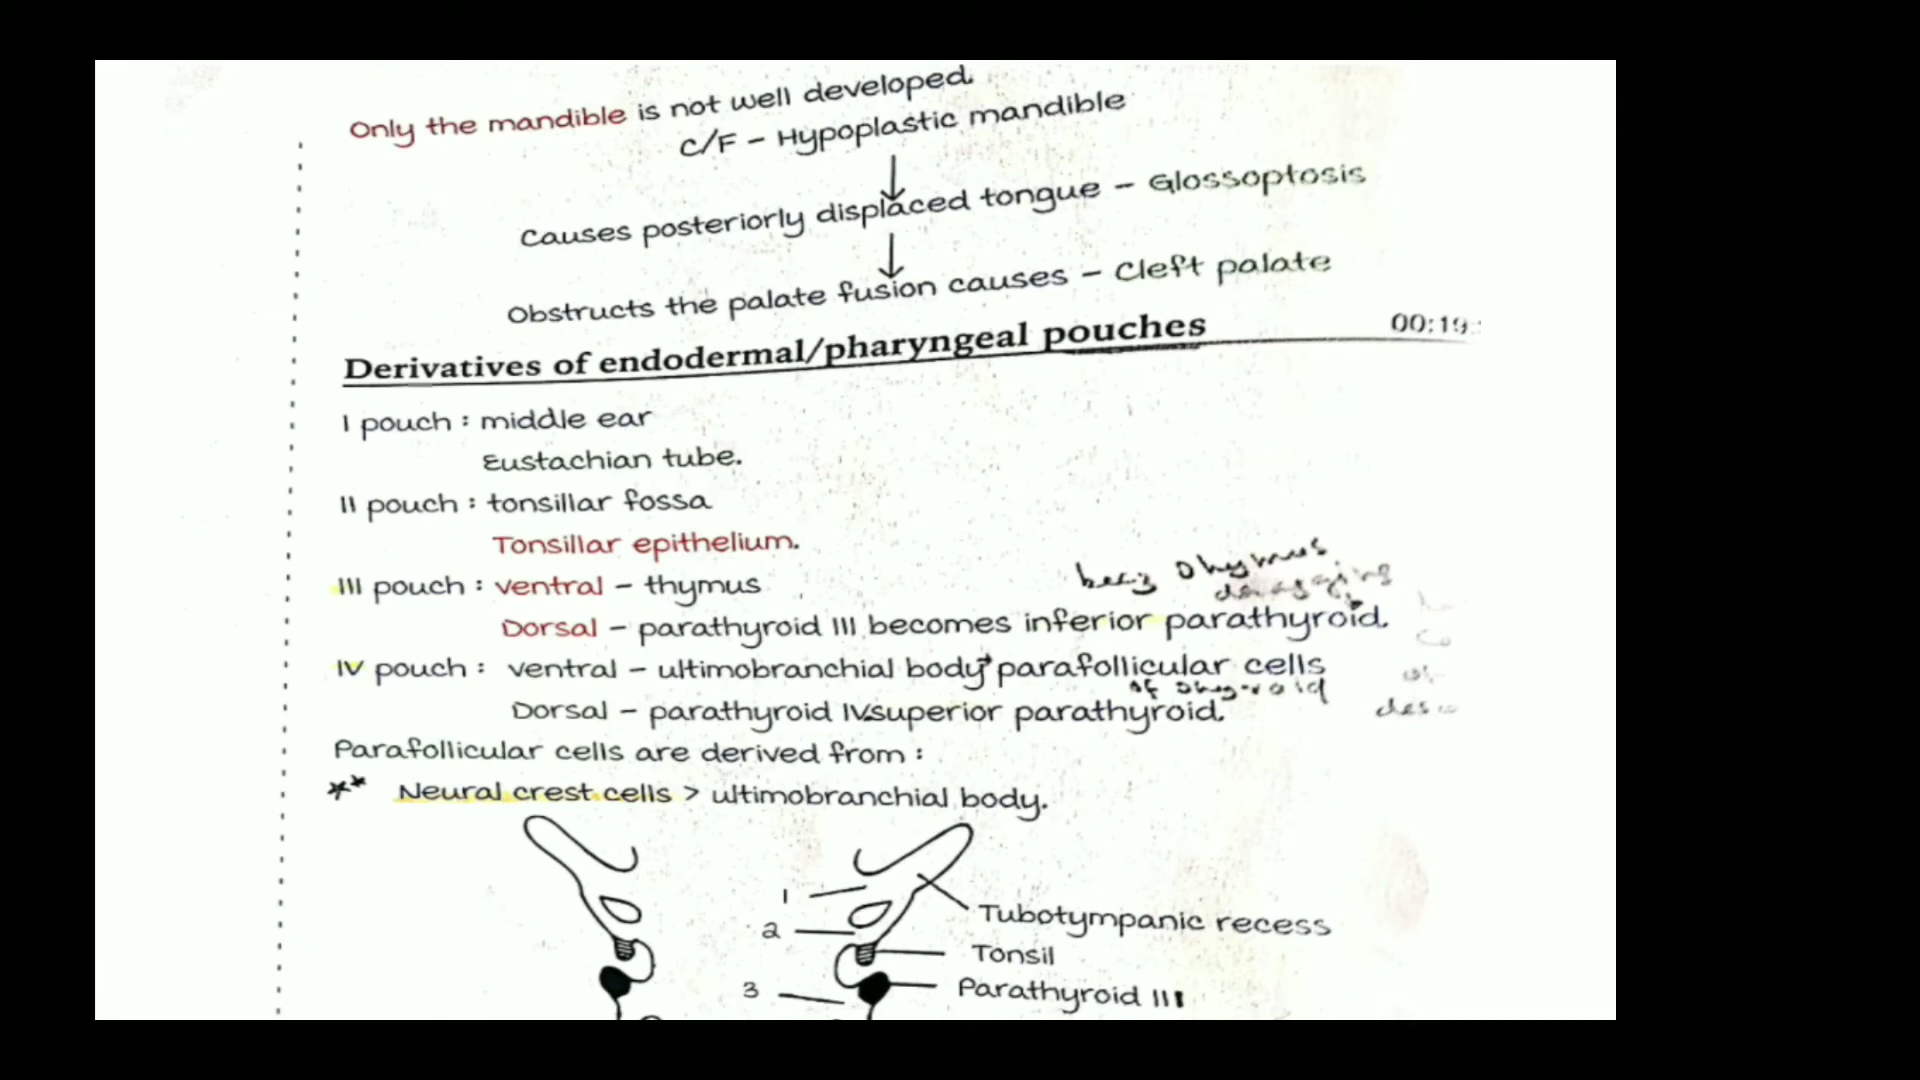 Only the mandible is not well developed.
C/F - Hypoplastic mandible
Causes posteriorly displaced tongue - Glossoptosis
Obstructs the palate fusion causes - Cleft palate
Derivatives of endodermal/pharyngeal pouches 00:19:
I pouch : middle ear
Eustachian tube.
II pouch : tonsillar fossa
Tonsillar epithelium.
III pouch : ventral - thymus
becz thymus
Dorsal - parathyroid III becomes inferior parathyroid.
IV pouch : ventral - ultimobranchial body → parafollicular cells
of thyroid
Dorsal - parathyroid IV superior parathyroid.
Parafollicular cells are derived from :
** Neural crest cells > ultimobranchial body.
1
Tubotympanic recess
2
Tonsil
3
Parathyroid III